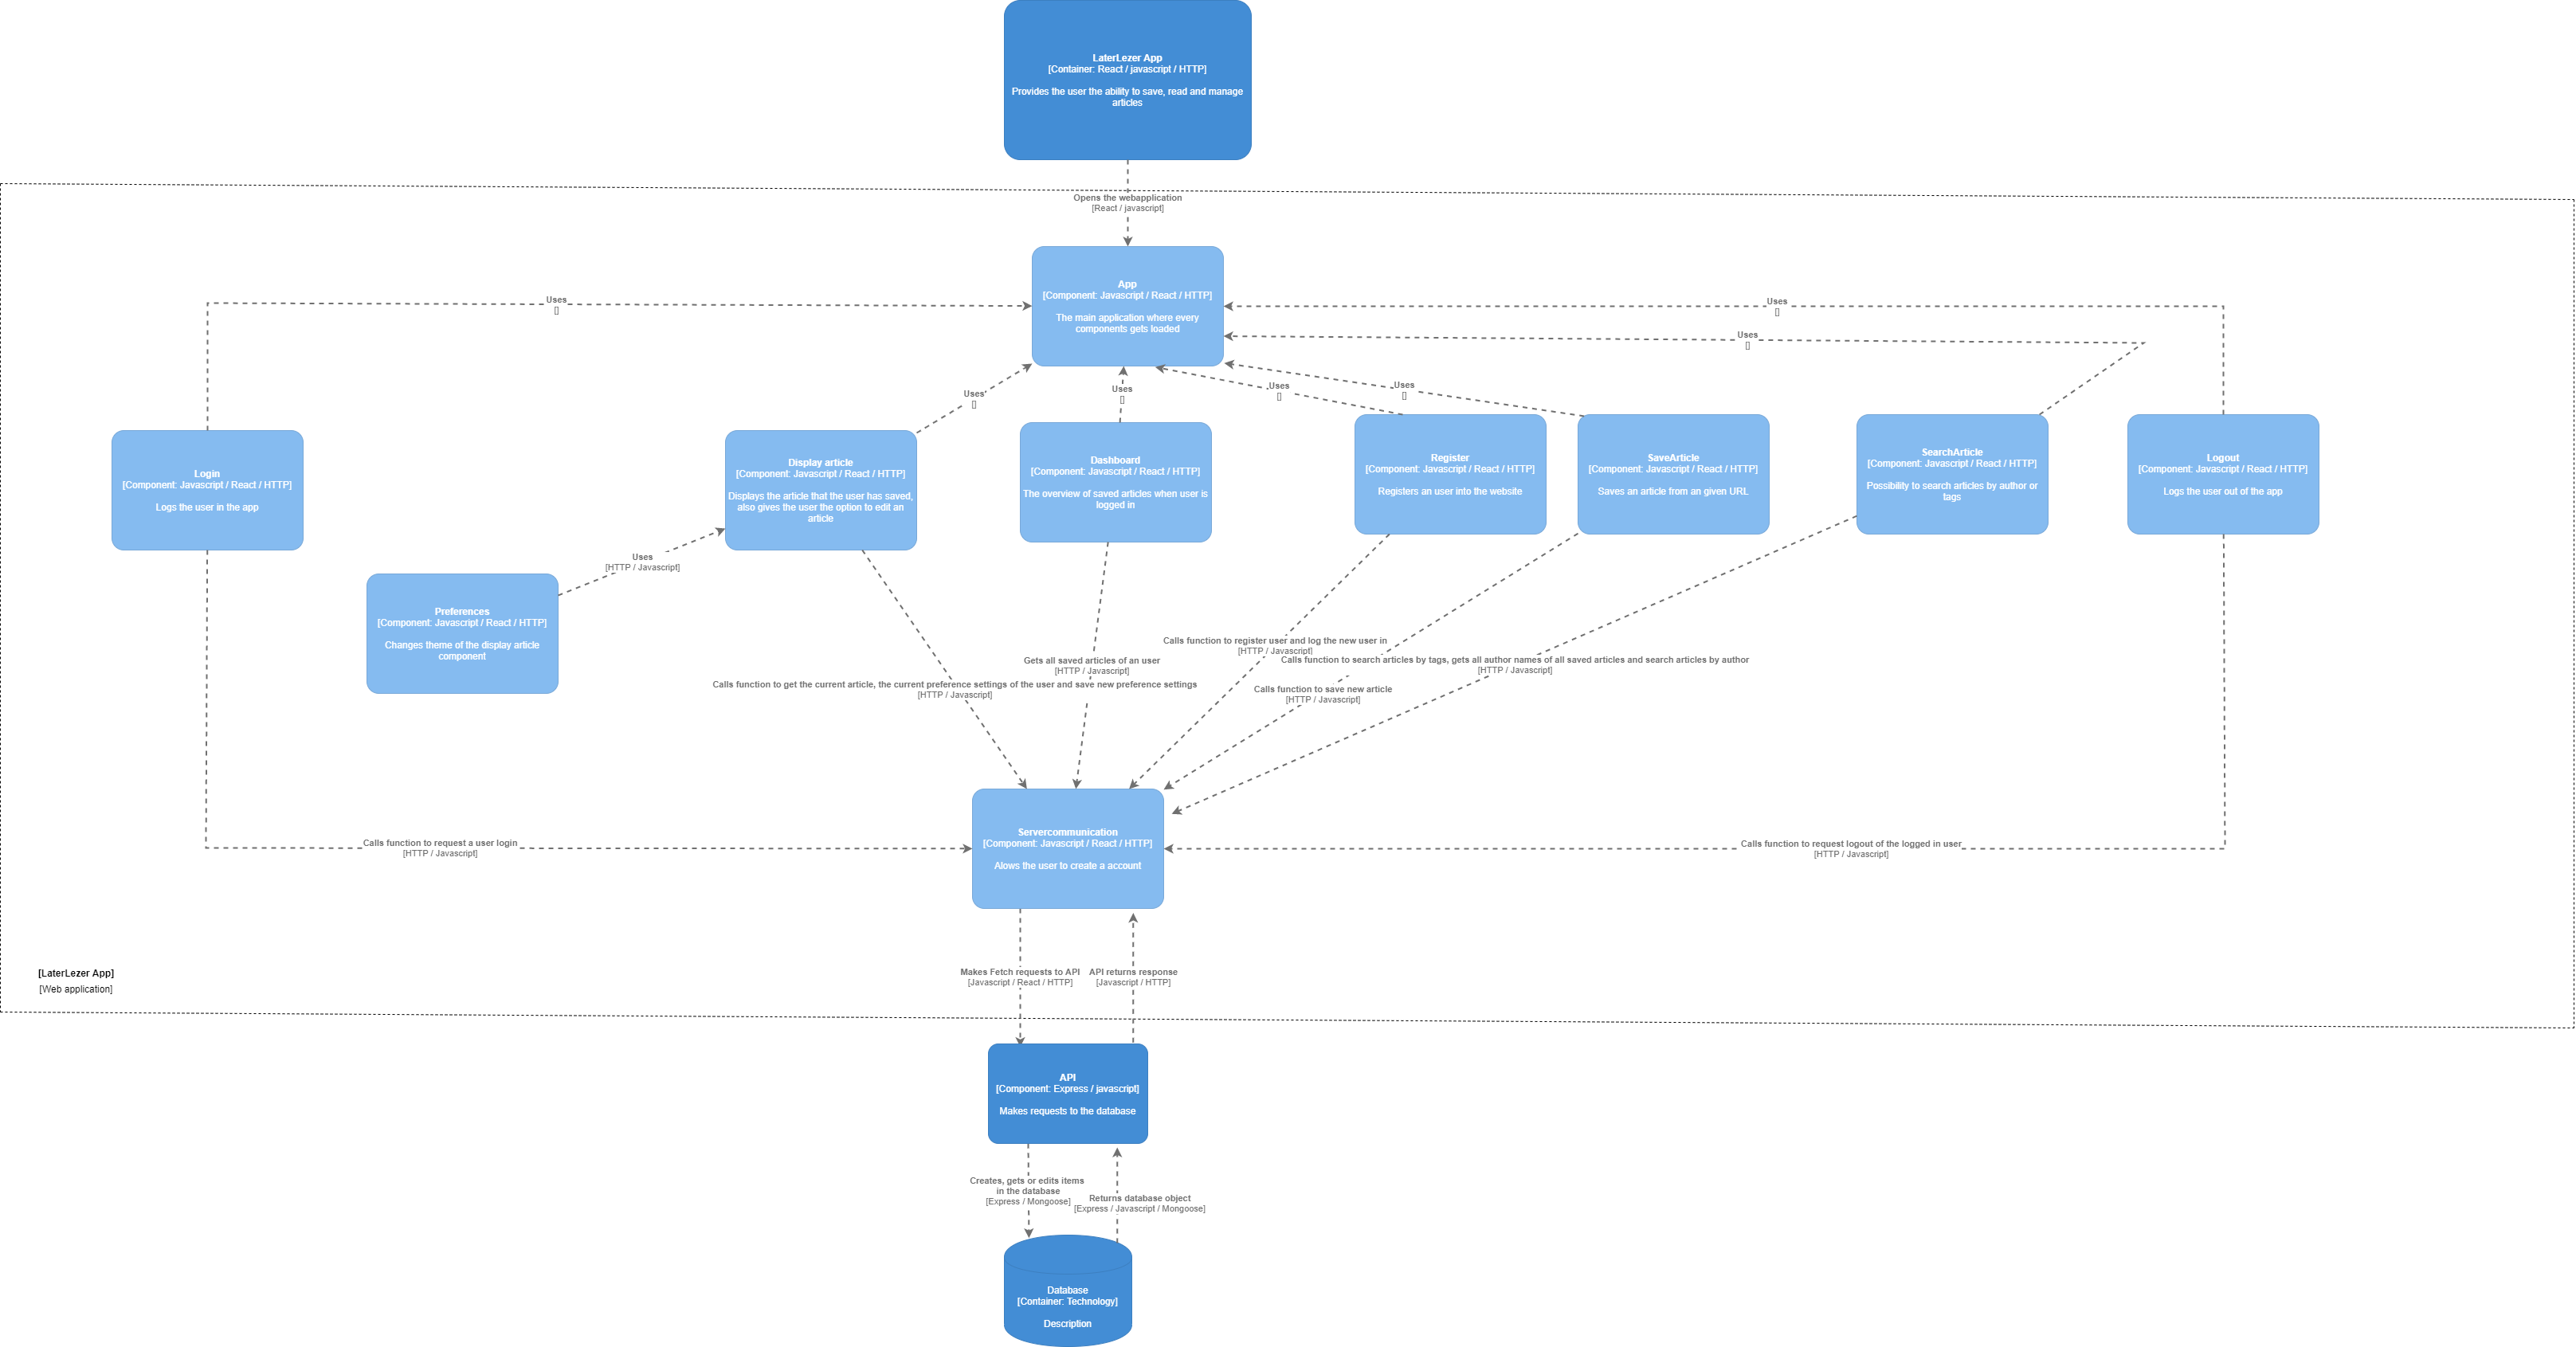 LaterLezer App
[Container: React / javascript / HTTP]
Provides the user the ability to save, read and manage
articles
Opens the webapplication
[React / javascript]
App
[Component: Javascript / React / HTTP]
The main application where every
components gets loaded
Uses
[]
Uses
[]
Uses
[]
Uses
[]
Uses
[]
Uses
[]
Uses
[]
Login
[Component: Javascript / React / HTTP]
Logs the user in the app
Display article
[Component: Javascript / React / HTTP]
Displays the article that the user has saved,
also gives the user the option to edit an
article
Dashboard
[Component: Javascript / React / HTTP]
The overview of saved articles when user is
logged in
Register
[Component: Javascript / React / HTTP]
Registers an user into the website
SaveArticle
[Component: Javascript / React / HTTP]
Saves an article from an given URL
SearchArticle
[Component: Javascript / React / HTTP]
Possibility to search articles by author or
tags
Logout
[Component: Javascript / React / HTTP]
Logs the user out of the app
Uses
[HTTP / Javascript]
Preferences
[Component: Javascript / React / HTTP]
Changes theme of the display article
component
Calls function to register user and log the new user in
[HTTP / Javascript]
Gets all saved articles of an user
[HTTP / Javascript]
Calls function to search articles by tags, gets all author names of all saved articles and search articles by author
[HTTP / Javascript]
Calls function to get the current article, the current preference settings of the user and save new preference settings
[HTTP / Javascript]
Calls function to save new article
[HTTP / Javascript]
Servercommunication
[Component: Javascript / React / HTTP]
Alows the user to create a account
Calls function to request a user login
[HTTP / Javascript]
Calls function to request logout of the logged in user
[HTTP / Javascript]
Makes Fetch requests to API
[Javascript / React / HTTP]
API returns response
[Javascript / HTTP]
[LaterLezer App]
[Web application]
API
[Component: Express / javascript]
Makes requests to the database
Creates, gets or edits items
in the database
[Express / Mongoose]
Returns database object
[Express / Javascript / Mongoose]
Database
[Container: Technology]
Description